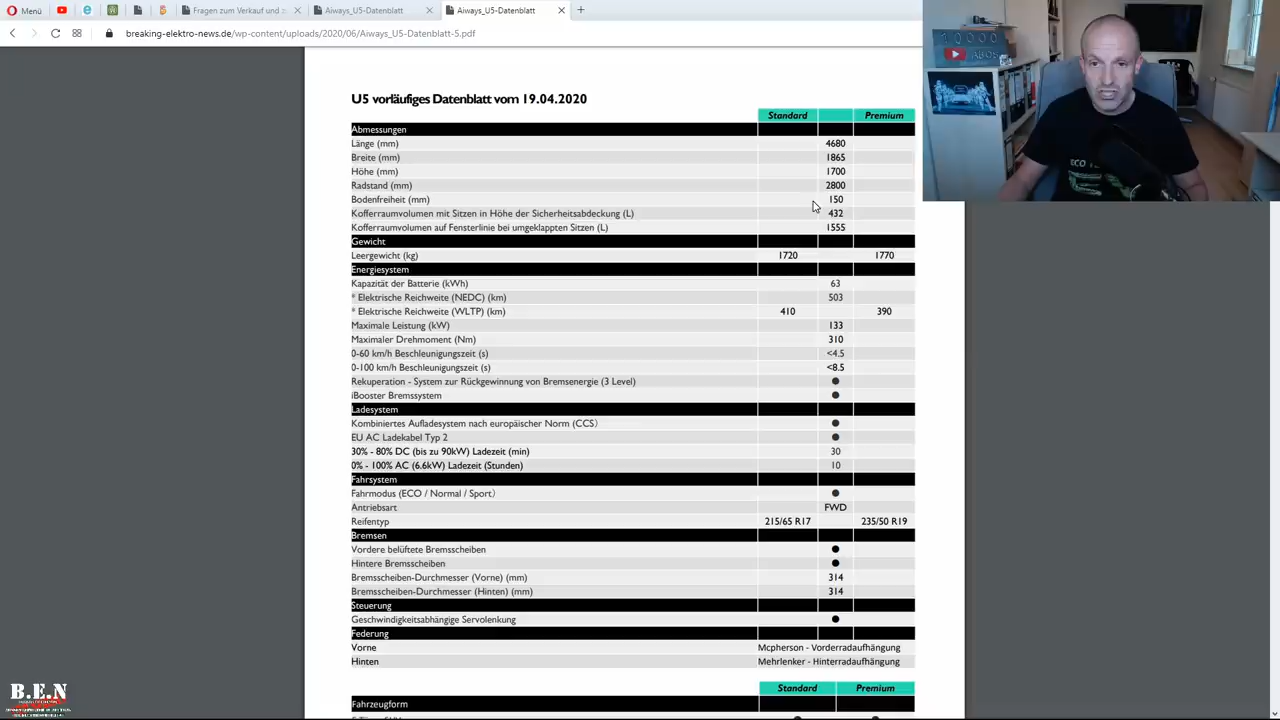 Menü
Fragen zum Verkauf und z
Aiways_U5-Datenblatt
Aiways_U5-Datenblatt
breaking-elektro-news.de/wp-content/uploads/2020/06/Aiways_U5-Datenblatt-5.pdf
10000
ABOS
ECO
U5 vorläufiges Datenblatt vom 19.04.2020
Standard Premium
Abmessungen
Länge (mm) 4680
Breite (mm) 1865
Höhe (mm) 1700
Radstand (mm) 2800
Bodenfreiheit (mm) 150
Kofferraumvolumen mit Sitzen in Höhe der Sicherheitsabdeckung (L) 432
Kofferraumvolumen auf Fensterlinie bei umgeklappten Sitzen (L) 1555
Gewicht
Leergewicht (kg) 1720 1770
Energiesystem
Kapazität der Batterie (kWh) 63
* Elektrische Reichweite (NEDC) (km) 503
* Elektrische Reichweite (WLTP) (km) 410 390
Maximale Leistung (kW) 133
Maximaler Drehmoment (Nm) 310
0-60 km/h Beschleunigungszeit (s) <4.5
0-100 km/h Beschleunigungszeit (s) <8.5
Rekuperation - System zur Rückgewinnung von Bremsenergie (3 Level) ●
iBooster Bremssystem ●
Ladesystem
Kombiniertes Aufladesystem nach europäischer Norm (CCS） ●
EU AC Ladekabel Typ 2 ●
30% - 80% DC (bis zu 90kW) Ladezeit (min) 30
0% - 100% AC (6.6kW) Ladezeit (Stunden) 10
Fahrsystem
Fahrmodus (ECO / Normal / Sport） ●
Antriebsart FWD
Reifentyp 215/65 R17 235/50 R19
Bremsen
Vordere belüftete Bremsscheiben ●
Hintere Bremsscheiben ●
Bremsscheiben-Durchmesser (Vorne) (mm) 314
Bremsscheiben-Durchmesser (Hinten) (mm) 314
Steuerung
Geschwindigkeitsabhängige Servolenkung ●
Federung
Vorne Mcpherson - Vorderradaufhängung
Hinten Mehrlenker - Hinterradaufhängung
Standard Premium
Fahrzeugform
B.E.N